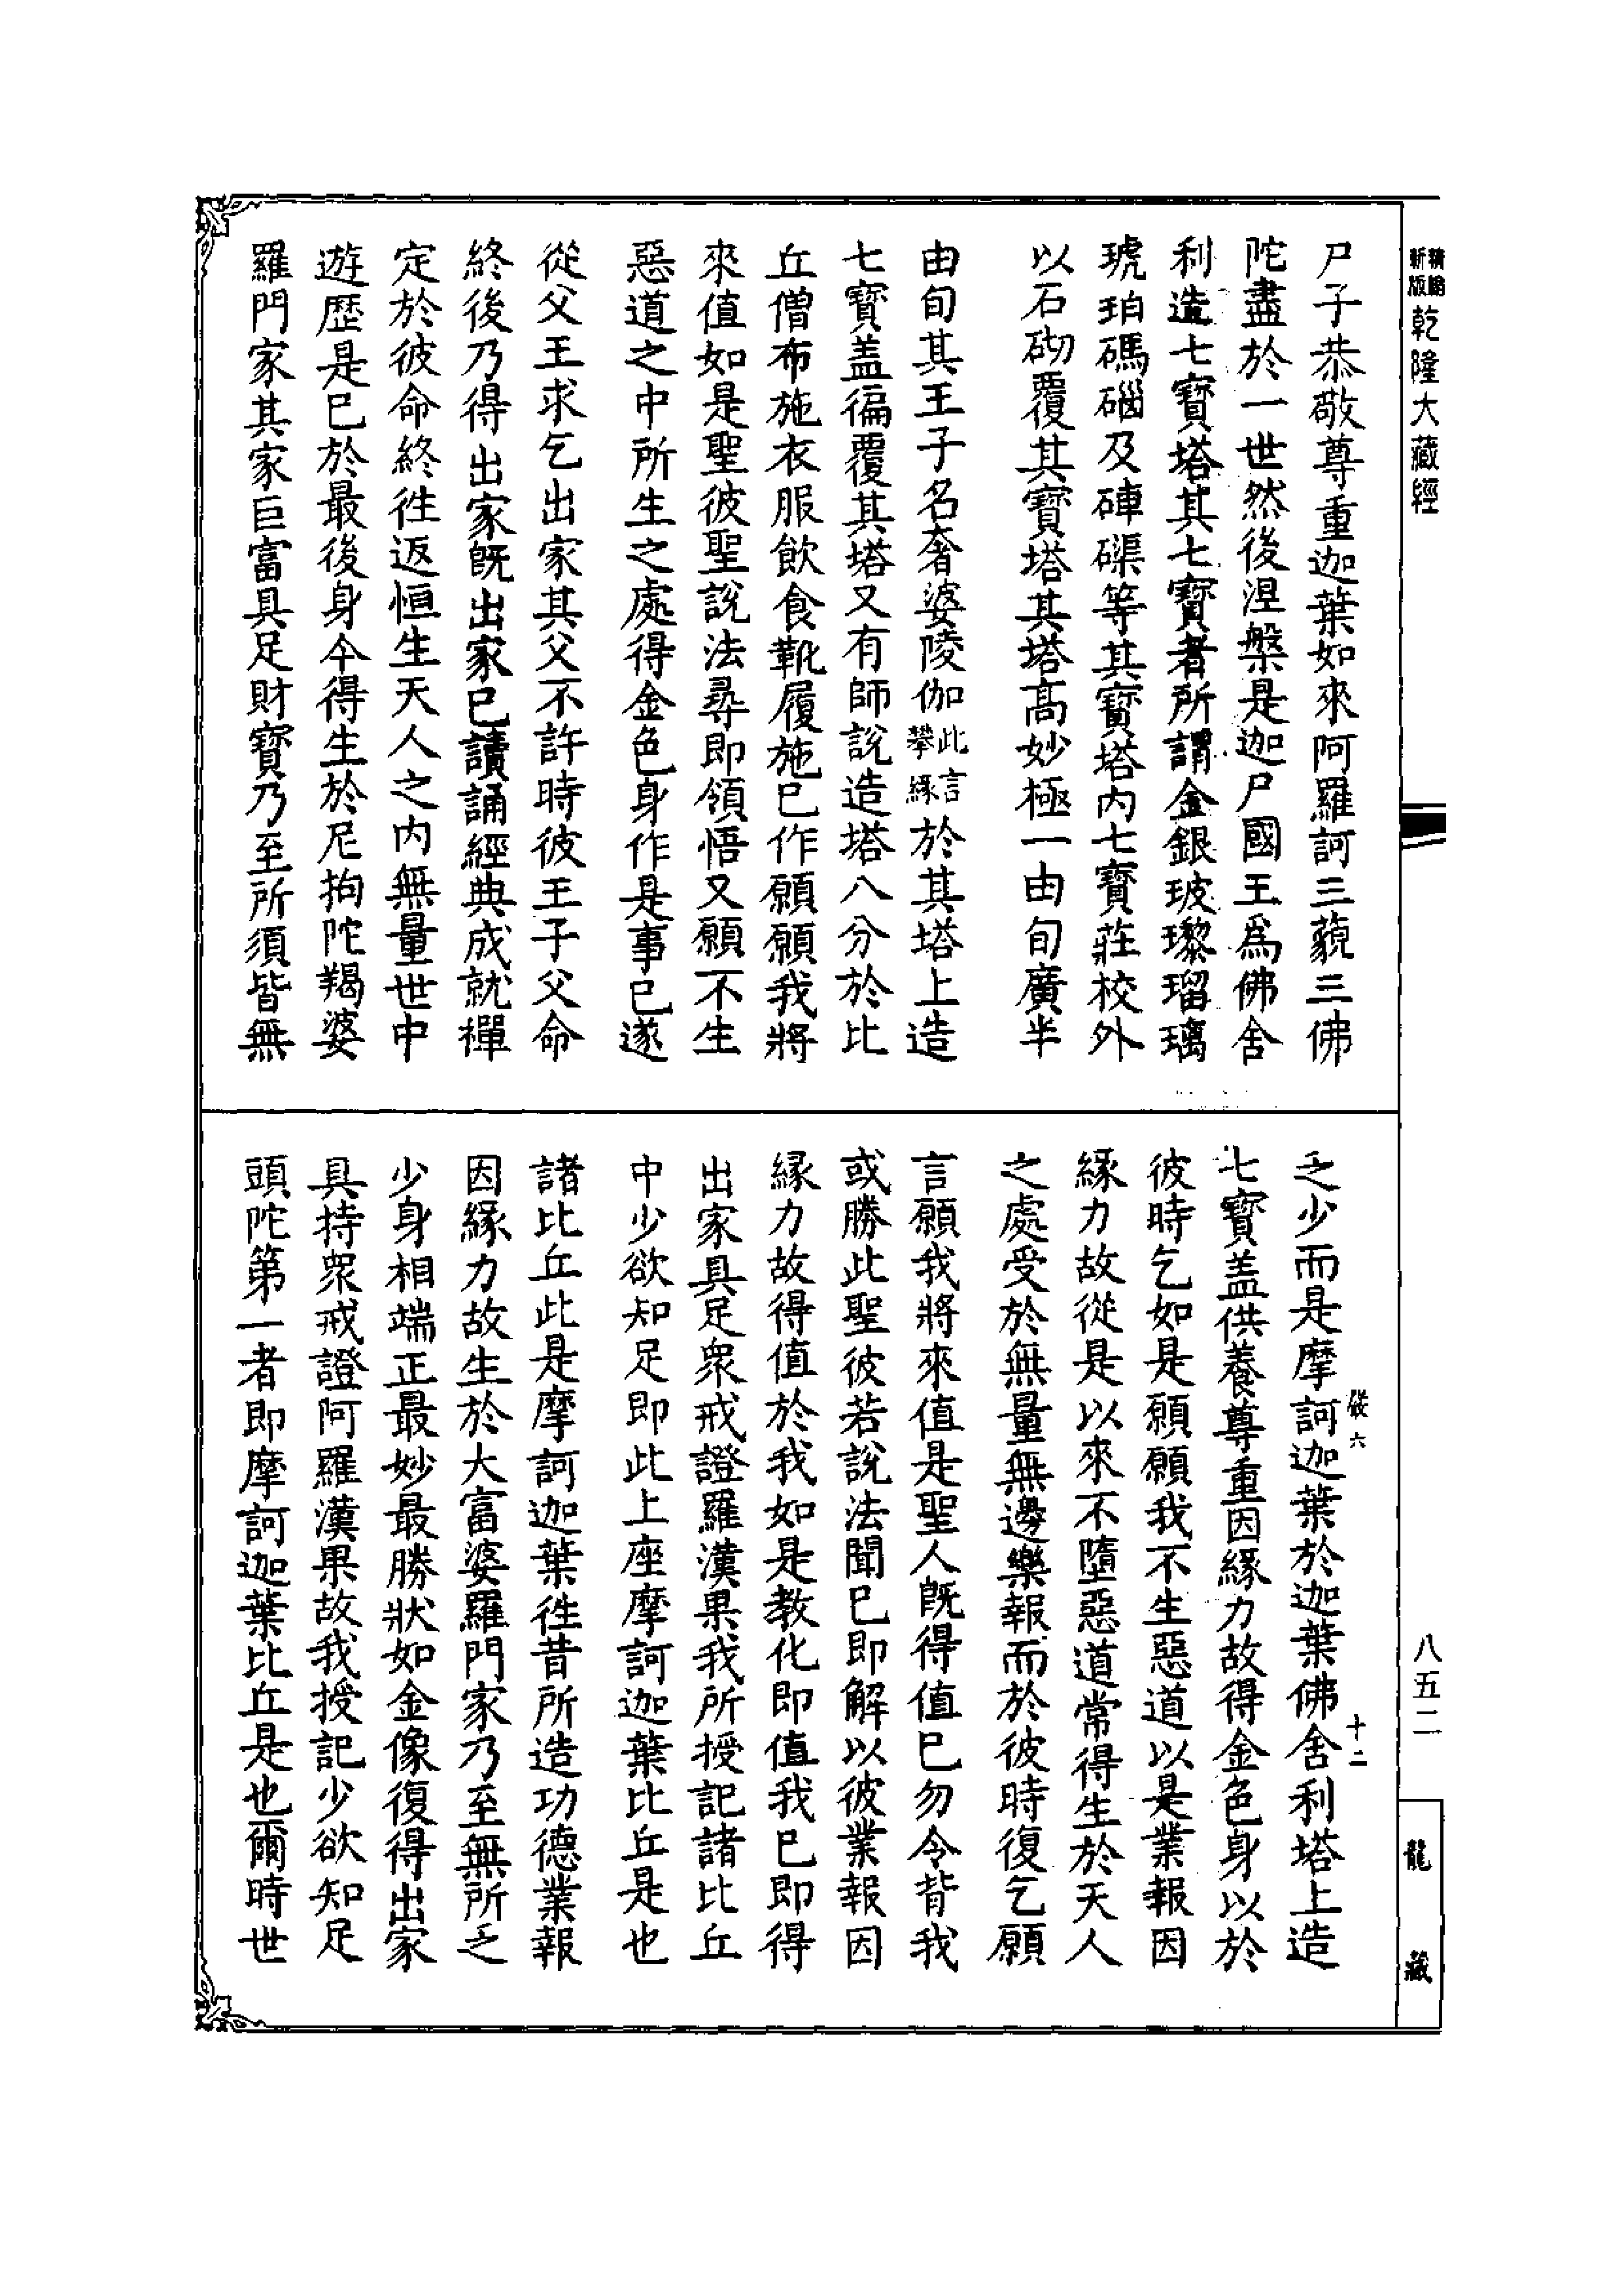 新版精縮乾隆大藏經
尸子恭敬尊重迦葉如來阿羅訶三藐三佛
陀盡於一世然後涅槃是迦尸國王爲佛舍
利造七寶塔其七寶者所謂金銀玻瓈瑠璃
琥珀碼碯及硨磲等其寶塔內七寶莊校外
以石砌覆其寶塔其塔高妙極一由旬廣半
由旬其王子名奢婆陵伽此言攀緣於其塔上造
七寶盖徧覆其塔又有師說造塔八分於比
丘僧布施衣服飲食靴履施已作願願我將
來值如是聖彼聖說法尋即領悟又願不生
惡道之中所生之處得金色身作是事已遂
從父王求乞出家其父不許時彼王子父命
終後乃得出家旣出家已讀誦經典成就禪
定於彼命終徃返恒生天人之內無量世中
遊歷是已於最後身今得生於尼拘陀羯婆
羅門家其家巨富具足財寶乃至所須皆無
乏少而是摩訶迦葉於迦葉佛舍利塔上造
七寶盖供養尊重因緣力故得金色身以於
彼時乞如是願願我不生惡道以是業報因
緣力故從是以來不墮惡道常得生於天人
之處受於無量無邊樂報而於彼時復乞願
言願我將來值是聖人旣得值已勿令背我
或勝此聖彼若說法聞已即解以彼業報因
緣力故得值於我如是教化即值我已即得
出家具足衆戒證羅漢果我所授記諸比丘
中少欲知足即此上座摩訶迦葉比丘是也
諸比丘此是摩訶迦葉徃昔所造功德業報
因緣力故生於大富婆羅門家乃至無所乏
少身相端正最妙最勝狀如金像復得出家
具持衆戒證阿羅漢果故我授記少欲知足
頭陀第一者即摩訶迦葉比丘是也爾時世
嚴六
十二
八五二
龍藏